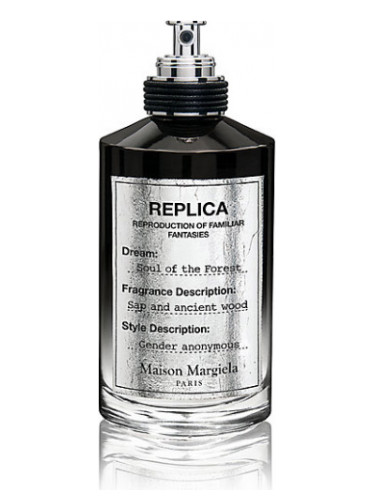 REPLICA
REPRODUCTION OF FAMILIAR
FANTASIES
Dream:
Soul of the Forest
Fragrance Description:
Sap and ancient wood
Style Description:
Gender anonymous
Maison Margiela
PARIS